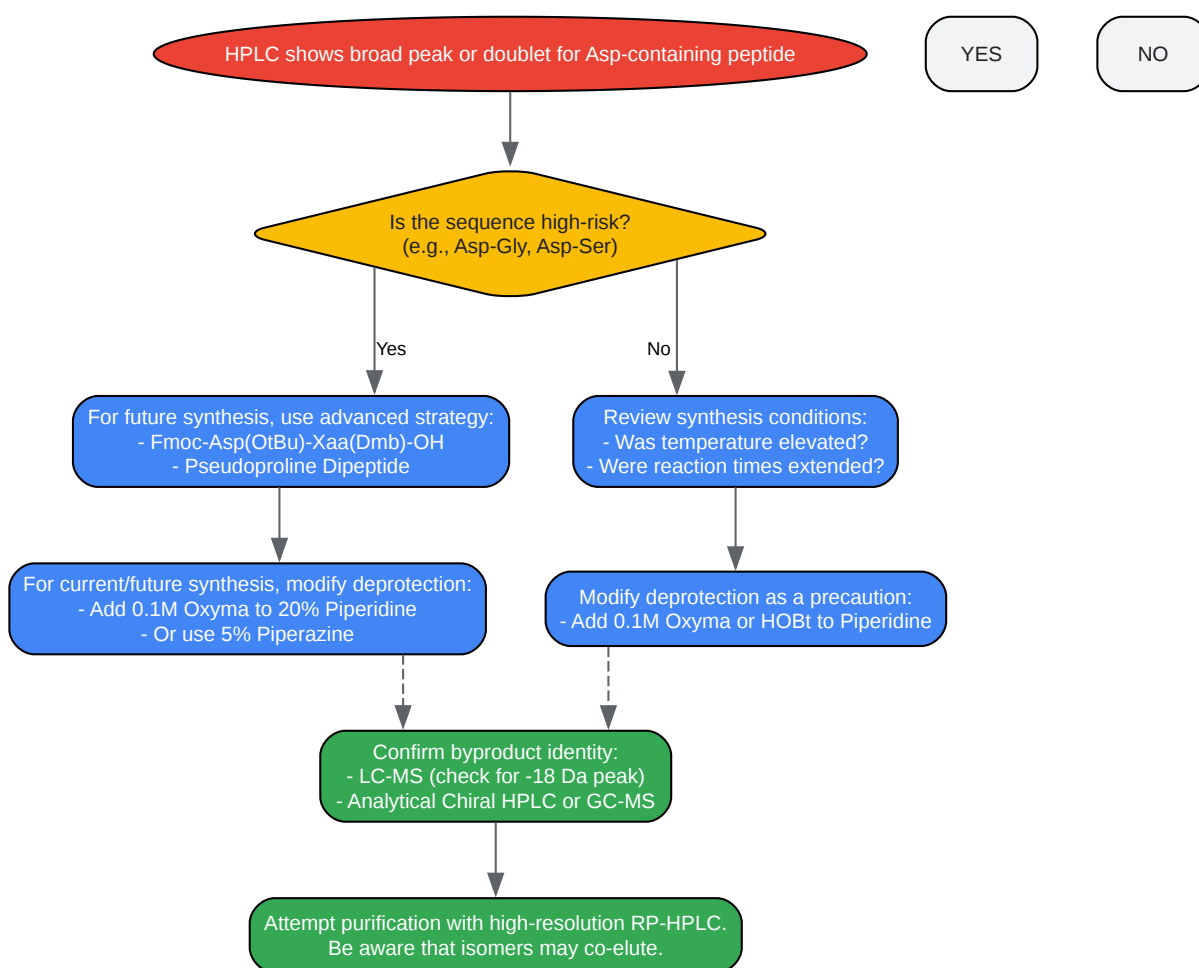 HPLC shows broad peak or doublet for Asp-containing peptide
YES
NO
Is the sequence high-risk?
(e.g., Asp-Gly, Asp-Ser)
Yes
No
For future synthesis, use advanced strategy:
- Fmoc-Asp(OtBu)-Xaa(Dmb)-OH
- Pseudoproline Dipeptide
Review synthesis conditions:
- Was temperature elevated?
- Were reaction times extended?
For current/future synthesis, modify deprotection:
- Add 0.1M Oxyma to 20% Piperidine
- Or use 5% Piperazine
Modify deprotection as a precaution:
- Add 0.1M Oxyma or HOBt to Piperidine
Confirm byproduct identity:
- LC-MS (check for -18 Da peak)
- Analytical Chiral HPLC or GC-MS
Attempt purification with high-resolution RP-HPLC.
Be aware that isomers may co-elute.